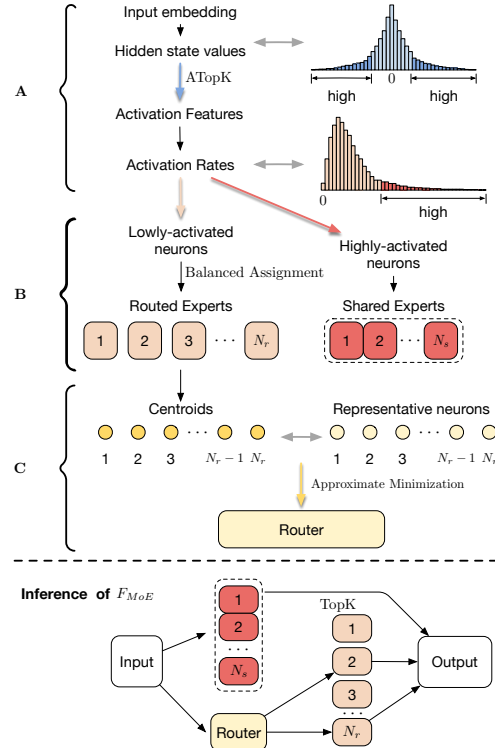 Input embedding
Hidden state values
ATopK
high
0
high
A
Activation Features
Activation Rates
0
high
Lowly-activated
neurons
Highly-activated
neurons
Balanced Assignment
B
Routed Experts
Shared Experts
1 2 3 ··· N_r
1 2 ··· N_s
Centroids
Representative neurons
··· ···
C
1 2 3 N_r − 1 N_r
1 2 3 N_r − 1 N_r
Approximate Minimization
Router
Inference of F_MoE
TopK
1
2
...
N_s
1
2
3
...
N_r
Input
Output
Router